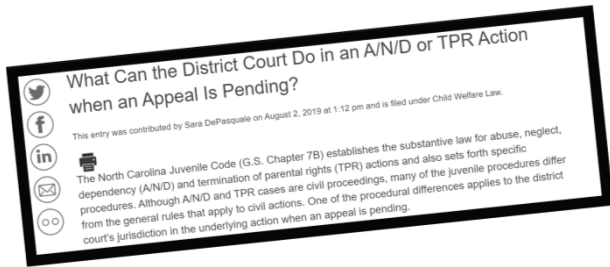 What Can the District Court Do in an A/N/D or TPR Action
when an Appeal Is Pending?
This entry was contributed by Sara DePasquale on August 2, 2019 at 1:12 pm and is filed under Child Welfare Law.
The North Carolina Juvenile Code (G.S. Chapter 7B) establishes the substantive law for abuse, neglect,
dependency (A/N/D) and termination of parental rights (TPR) actions and also sets forth specific
procedures. Although A/N/D and TPR cases are civil proceedings, many of the juvenile procedures differ
from the general rules that apply to civil actions. One of the procedural differences applies to the district
court's jurisdiction in the underlying action when an appeal is pending.